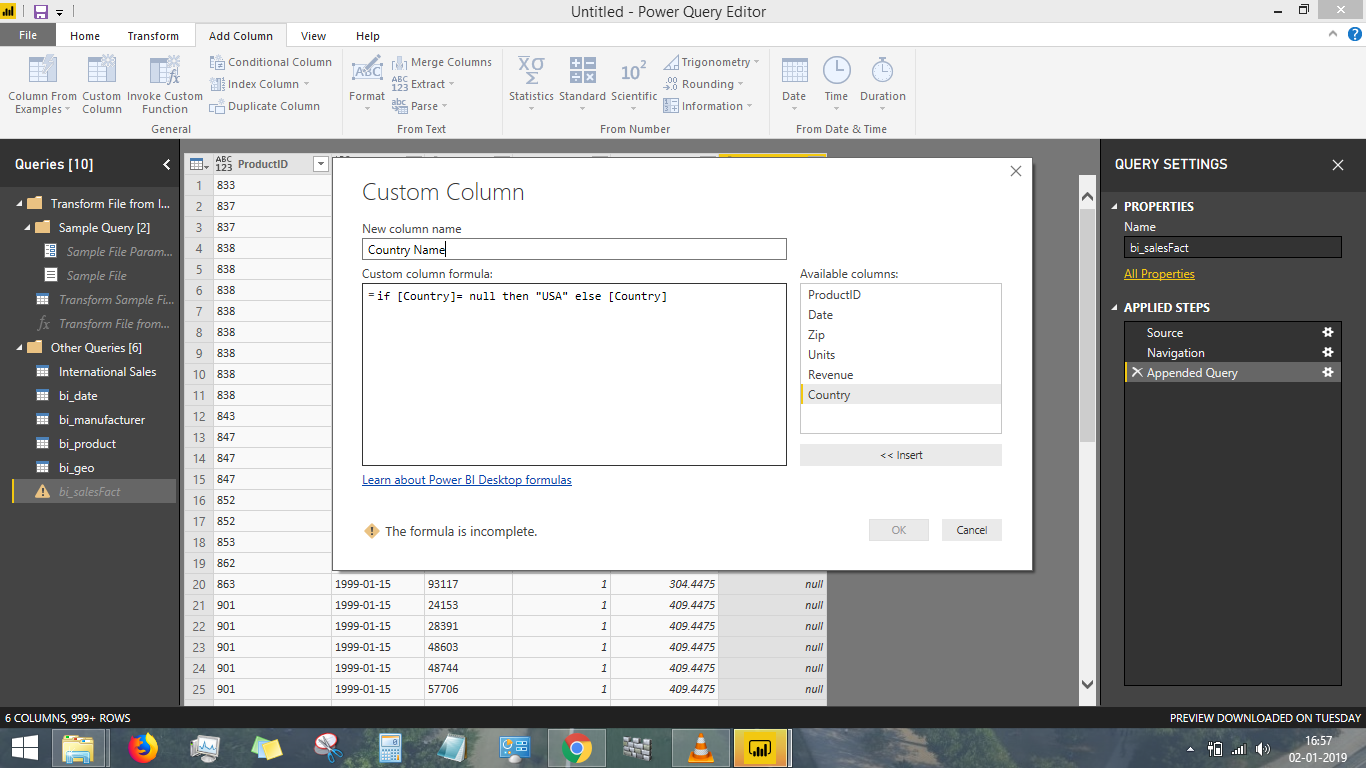 Untitled - Power Query Editor
File Home Transform Add Column View Help
Column From Examples
Custom Column
Invoke Custom Function
Conditional Column
Index Column
Duplicate Column
General
Format
Merge Columns
Extract
Parse
From Text
Statistics
Standard
Scientific
Trigonometry
Rounding
Information
From Number
Date
Time
Duration
From Date & Time
Queries [10]
Transform File from I...
Sample Query [2]
Sample File Param...
Sample File
Transform Sample Fi...
Transform File from...
Other Queries [6]
International Sales
bi_date
bi_manufacturer
bi_product
bi_geo
bi_salesFact
ABC 123 ProductID
1 833
2 837
3 837
4 838
5 838
6 838
7 838
8 838
9 838
10 838
11 838
12 843
13 847
14 847
15 847
16 852
17 852
18 853
19 862
20 863 1999-01-15 93117 1 304.4475 null
21 901 1999-01-15 24153 1 409.4475 null
22 901 1999-01-15 28391 1 409.4475 null
23 901 1999-01-15 48603 1 409.4475 null
24 901 1999-01-15 48744 1 409.4475 null
25 901 1999-01-15 57706 1 409.4475 null
Custom Column
New column name
Country Name
Custom column formula:
=if [Country]= null then "USA" else [Country]
Available columns:
ProductID
Date
Zip
Units
Revenue
Country
<< Insert
Learn about Power BI Desktop formulas
The formula is incomplete.
OK
Cancel
QUERY SETTINGS
PROPERTIES
Name
bi_salesFact
All Properties
APPLIED STEPS
Source
Navigation
Appended Query
6 COLUMNS, 999+ ROWS
PREVIEW DOWNLOADED ON TUESDAY
16:57
02-01-2019